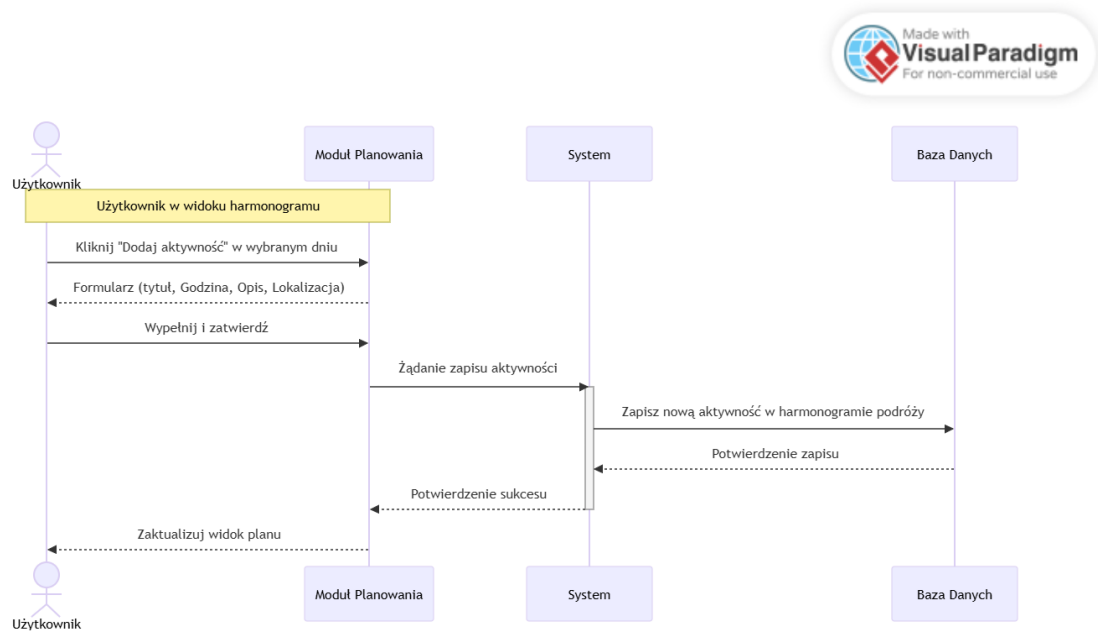 Made with
Visual Paradigm
For non-commercial use
Użytkownik
Moduł Planowania
System
Baza Danych
Użytkownik w widoku harmonogramu
Kliknij "Dodaj aktywność" w wybranym dniu
Formularz (tytuł, Godzina, Opis, Lokalizacja)
Wypełnij i zatwierdź
Żądanie zapisu aktywności
Zapisz nową aktywność w harmonogramie podróży
Potwierdzenie zapisu
Potwierdzenie sukcesu
Zaktualizuj widok planu
Użytkownik
Moduł Planowania
System
Baza Danych